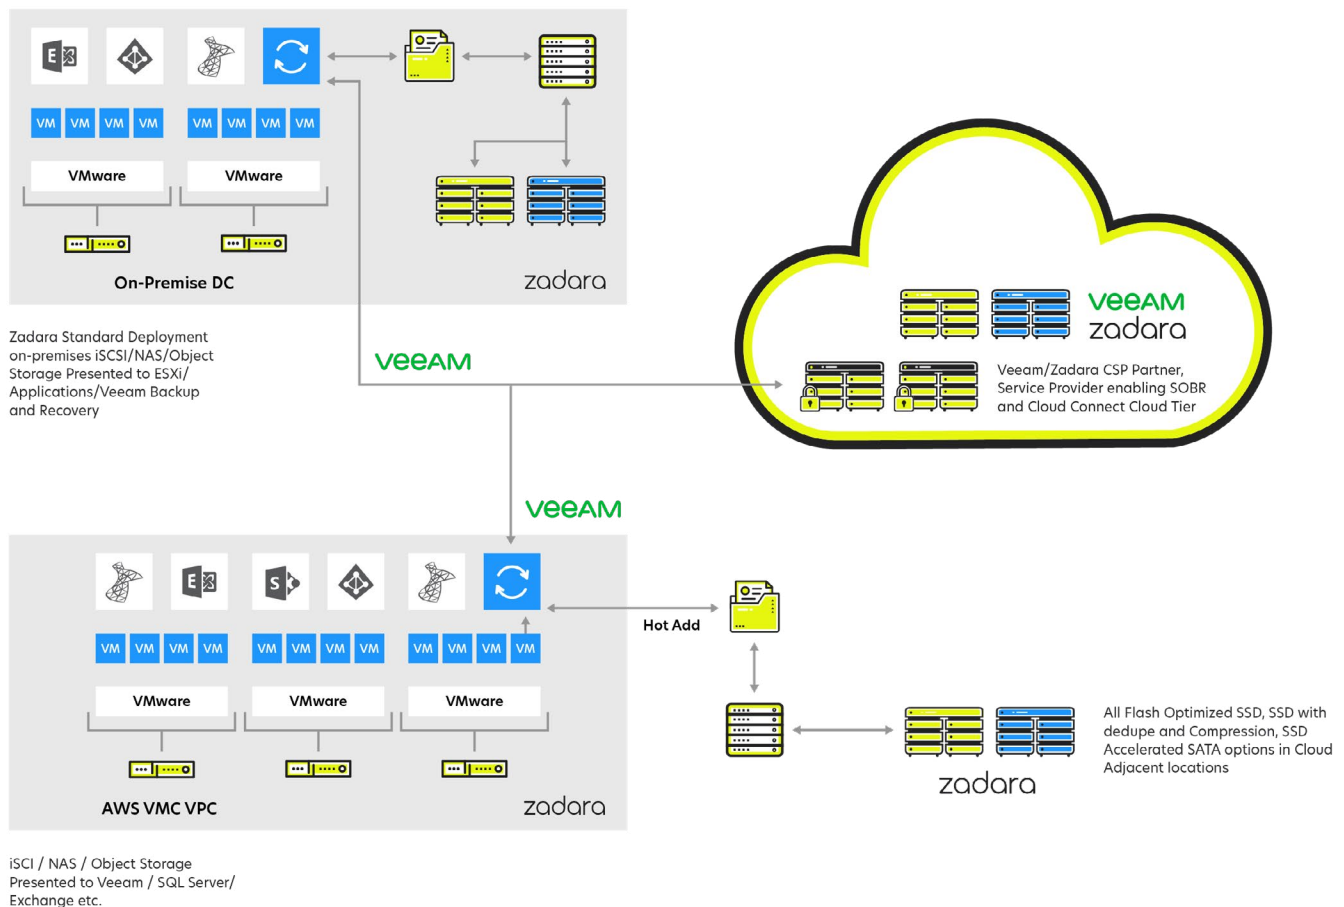 E
VM VM VM VM
VM VM VM VM
VMware
VMware
On-Premise DC
zadara
Zadara Standard Deployment
on-premises iSCSI/NAS/Object
Storage Presented to ESXi/
Applications/Veeam Backup
and Recovery
veeAM
veeAM
zadara
Veeam/Zadara CSP Partner,
Service Provider enabling SOBR
and Cloud Connect Cloud Tier
veeAM
E
S
VM VM VM VM
VM VM VM VM
VM VM VM VM
VMware
VMware
VMware
AWS VMC VPC
zadara
Hot Add
zadara
All Flash Optimized SSD, SSD with
dedupe and Compression, SSD
Accelerated SATA options in Cloud
Adjacent locations
iSCI / NAS / Object Storage
Presented to Veeam / SQL Server/
Exchange etc.